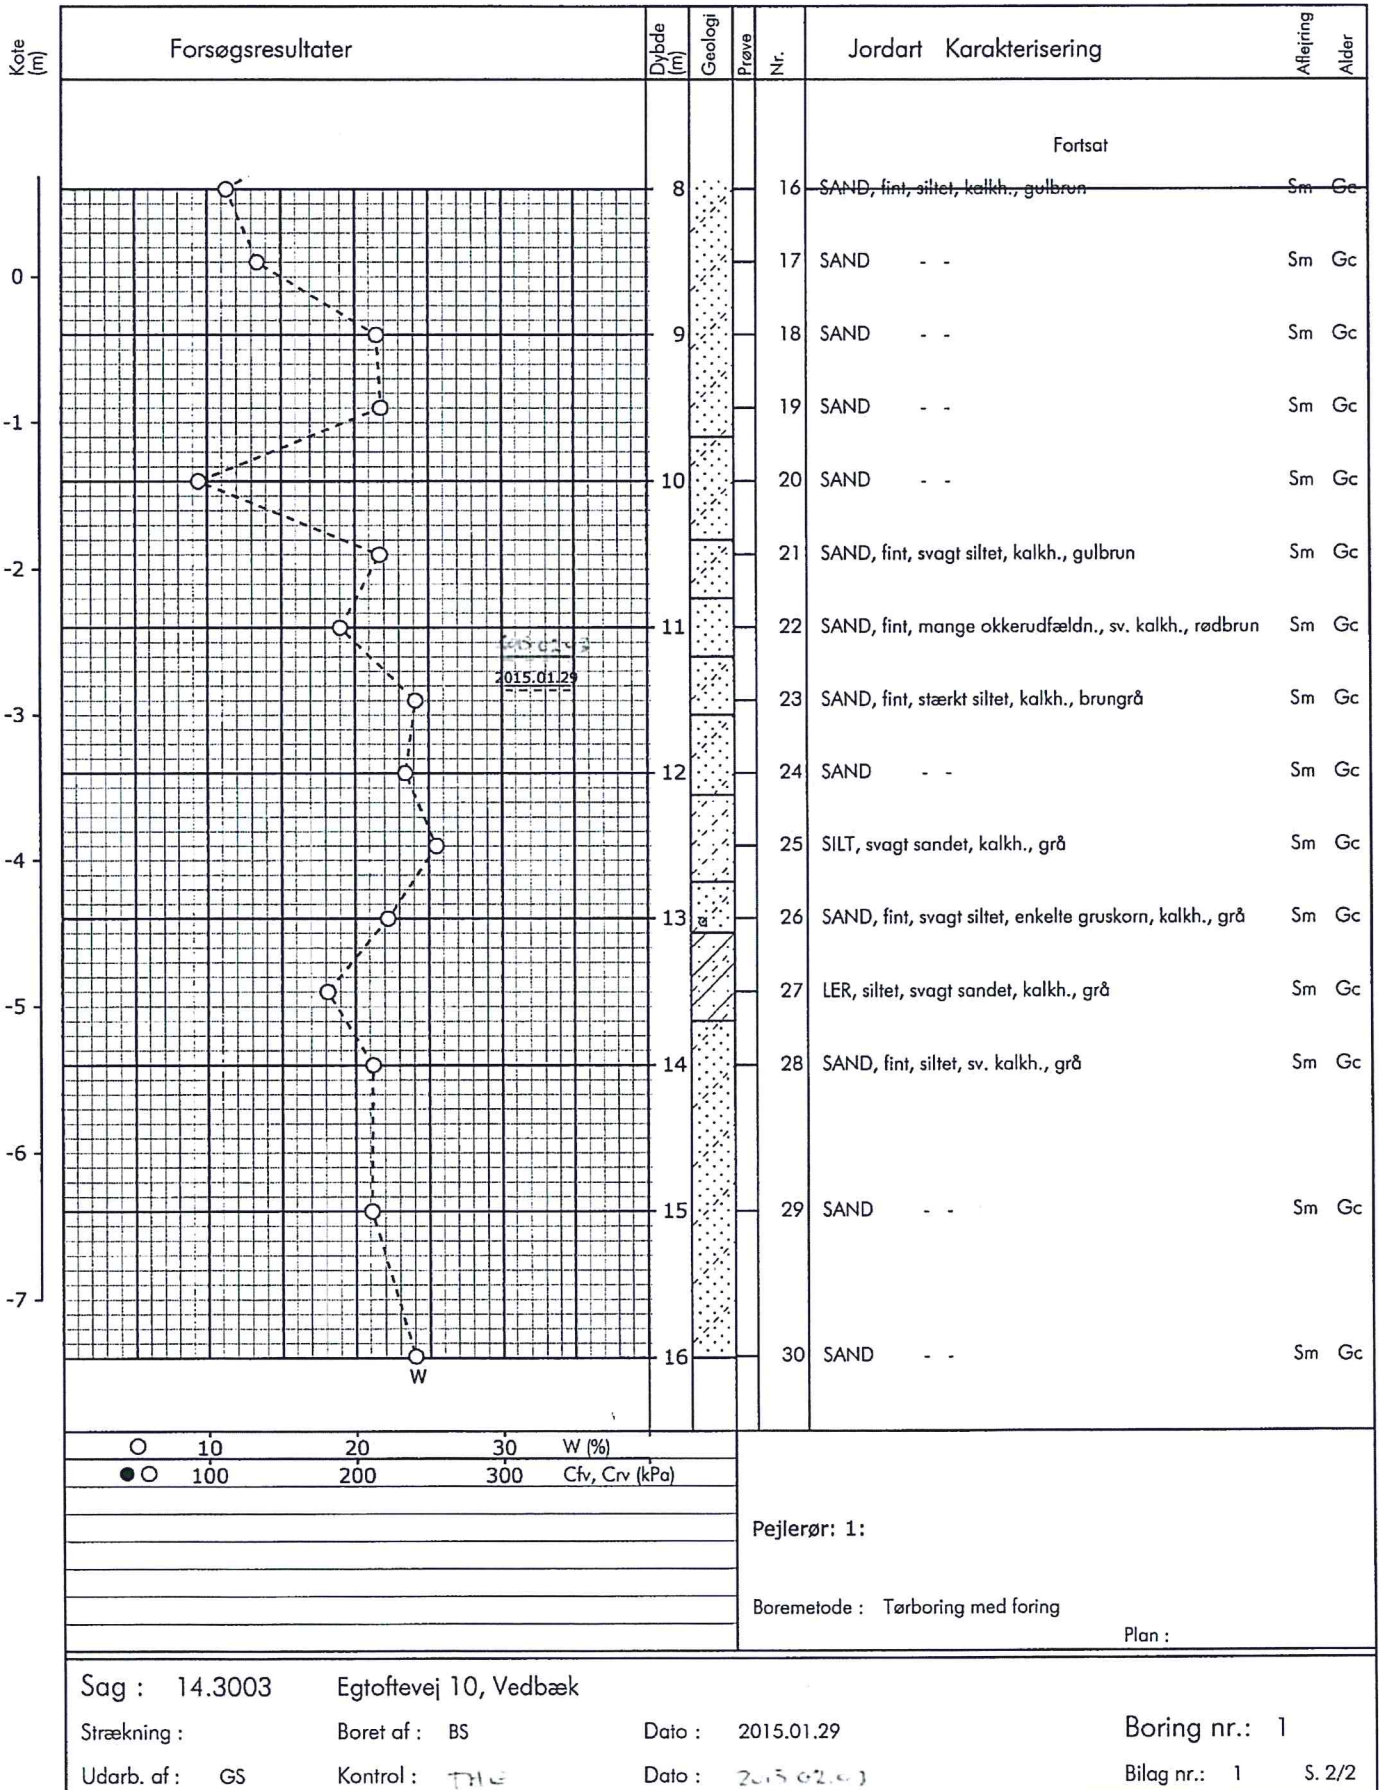 Kote (m) Forsøgsresultater Dybde (m) Geologi Prøve Nr. Jordart Karakterisering Aflejring Alder
Fortsat
8 16 SAND, fint, siltet, kalkh., gulbrun Sm Gc
0 17 SAND - - Sm Gc
9 18 SAND - - Sm Gc
-1 19 SAND - - Sm Gc
10 20 SAND - - Sm Gc
-2 21 SAND, fint, svagt siltet, kalkh., gulbrun Sm Gc
11 22 SAND, fint, mange okkerudfældn., sv. kalkh., rødbrun Sm Gc
2015.01.29
-3 23 SAND, fint, stærkt siltet, kalkh., brungrå Sm Gc
12 24 SAND - - Sm Gc
-4 25 SILT, svagt sandet, kalkh., grå Sm Gc
13 26 SAND, fint, svagt siltet, enkelte gruskorn, kalkh., grå Sm Gc
-5 27 LER, siltet, svagt sandet, kalkh., grå Sm Gc
14 28 SAND, fint, siltet, sv. kalkh., grå Sm Gc
-6
15 29 SAND - - Sm Gc
-7
16 30 SAND - - Sm Gc
W
10 20 30 W (%)
100 200 300 Cfv, Crv (kPa)
Pejlerør: 1:
Boremetode : Tørboring med foring
Plan :
Sag : 14.3003 Egtoftevej 10, Vedbæk
Strækning : Boret af : BS Dato : 2015.01.29 Boring nr.: 1
Udarb. af : GS Kontrol : Dato : 2015.02.03 Bilag nr.: 1 S. 2/2